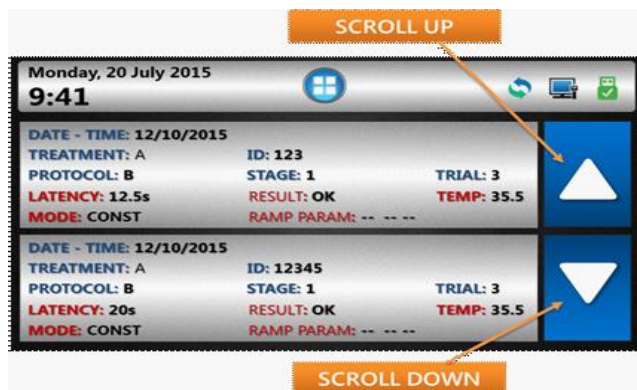 SCROLL UP
Monday, 20 July 2015
9:41
DATE - TIME: 12/10/2015
TREATMENT: A ID: 123
PROTOCOL: B STAGE: 1 TRIAL: 3
LATENCY: 12.5s RESULT: OK TEMP: 35.5
MODE: CONST RAMP PARAM: -- -- --
DATE - TIME: 12/10/2015
TREATMENT: A ID: 12345
PROTOCOL: B STAGE: 1 TRIAL: 3
LATENCY: 20s RESULT: OK TEMP: 35.5
MODE: CONST RAMP PARAM: -- -- --
SCROLL DOWN